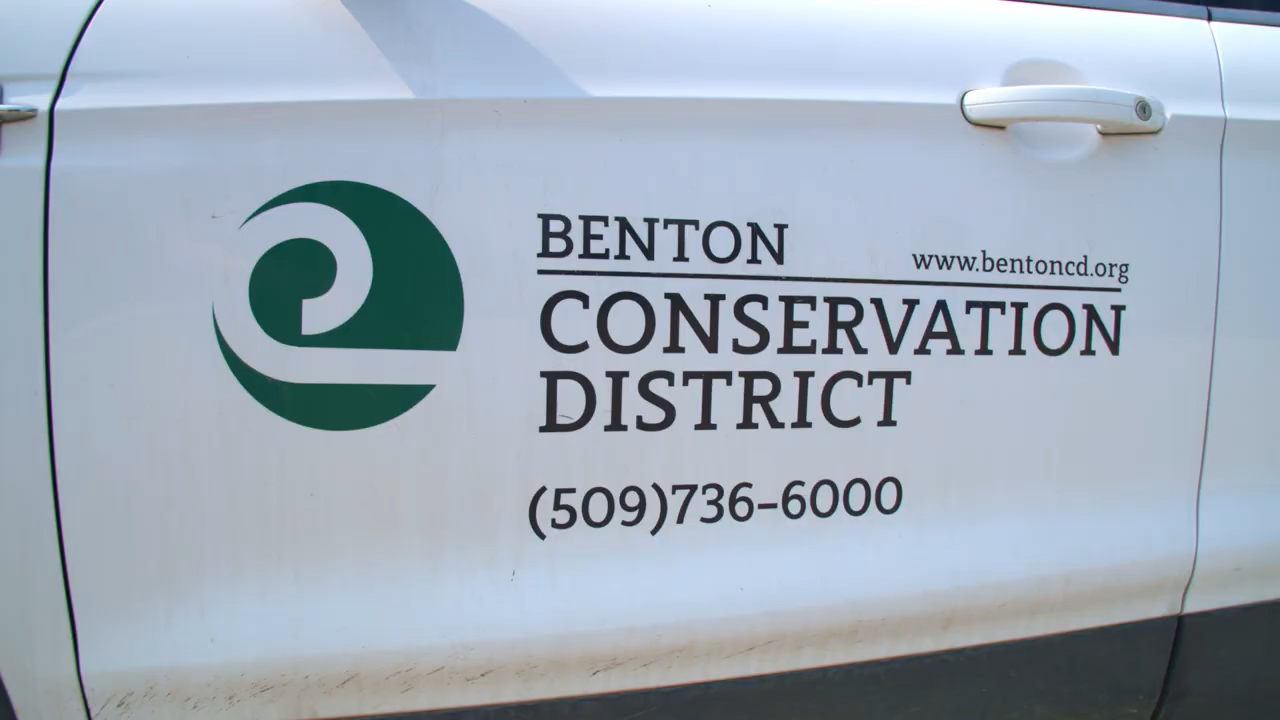 BENTON
www.bentoncd.org
CONSERVATION
DISTRICT
(509)736-6000